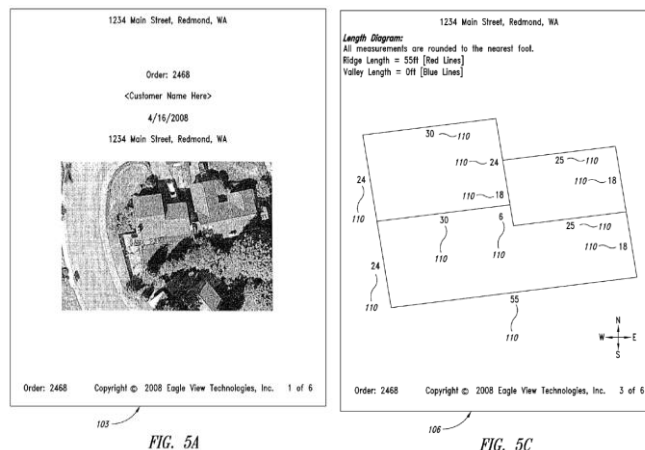 1234 Main Street, Redmond, WA
Order: 2468
<Customer Name Here>
4/16/2008
1234 Main Street, Redmond, WA
Order: 2468 Copyright © 2008 Eagle View Technologies, Inc. 1 of 6
103
FIG. 5A
1234 Main Street, Redmond, WA
Length Diagram:
All measurements are rounded to the nearest foot.
Ridge Length = 55ft [Red Lines]
Valley Length = 0ft [Blue Lines]
30 110
110 24
25 110
24
110
110 18
110 18
30
110
6
110
25 110
110 18
24
110
55
110
N
W E
S
Order: 2468 Copyright © 2008 Eagle View Technologies, Inc. 3 of 6
106
FIG. 5C